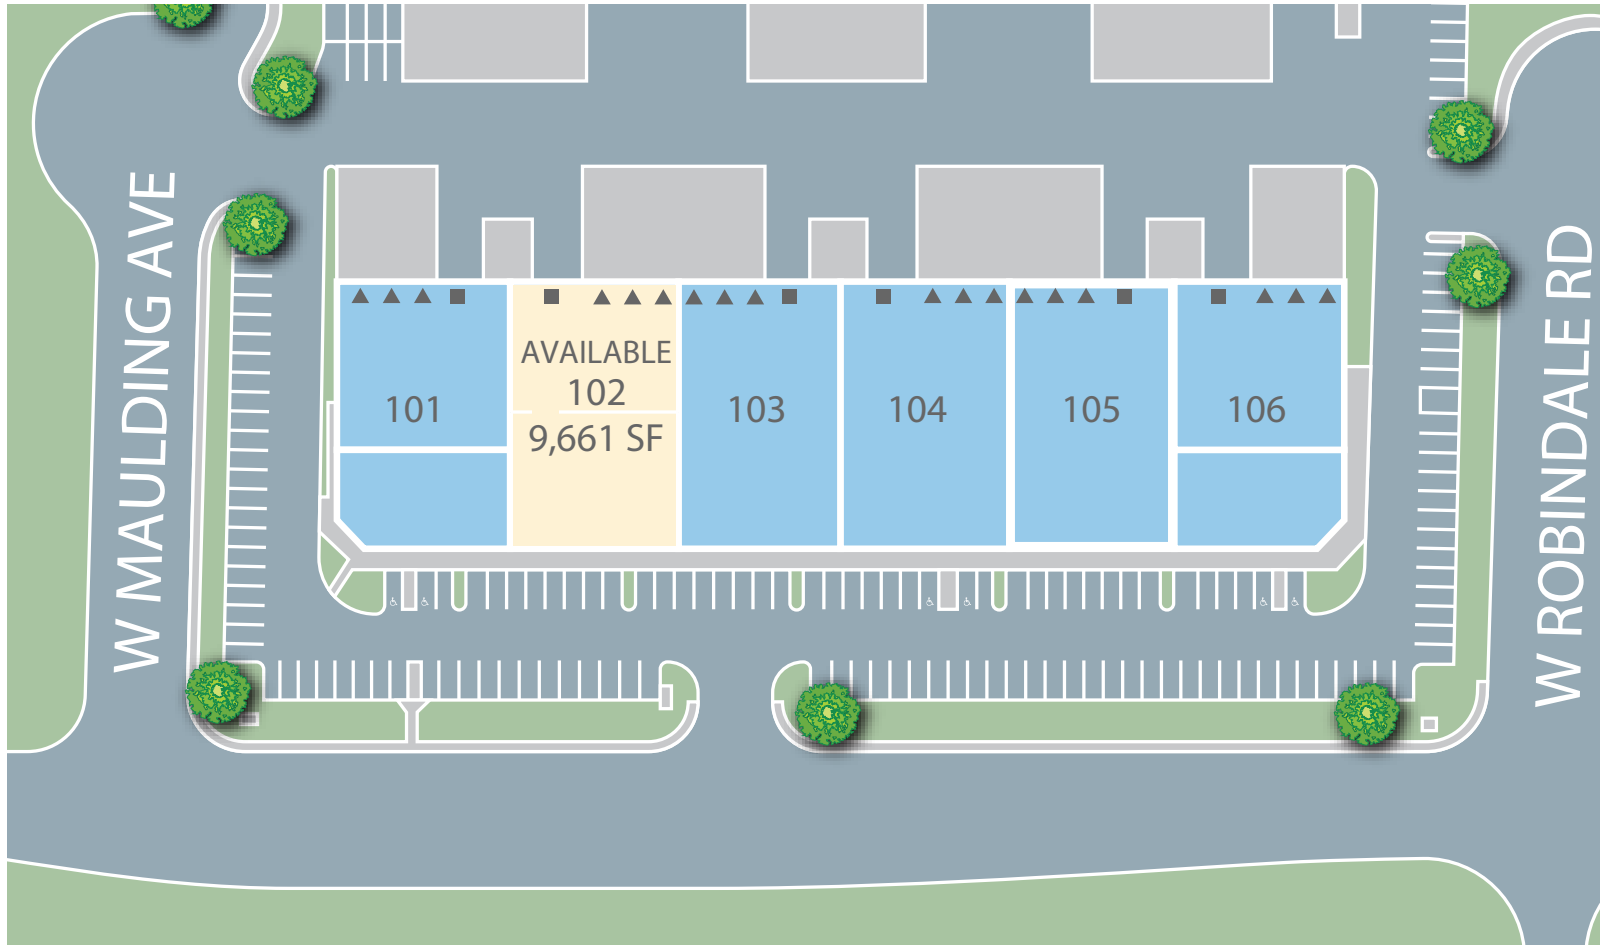 W MAULDING AVE
101
AVAILABLE
102
9,661 SF
103
104
105
106
W ROBINDALE RD